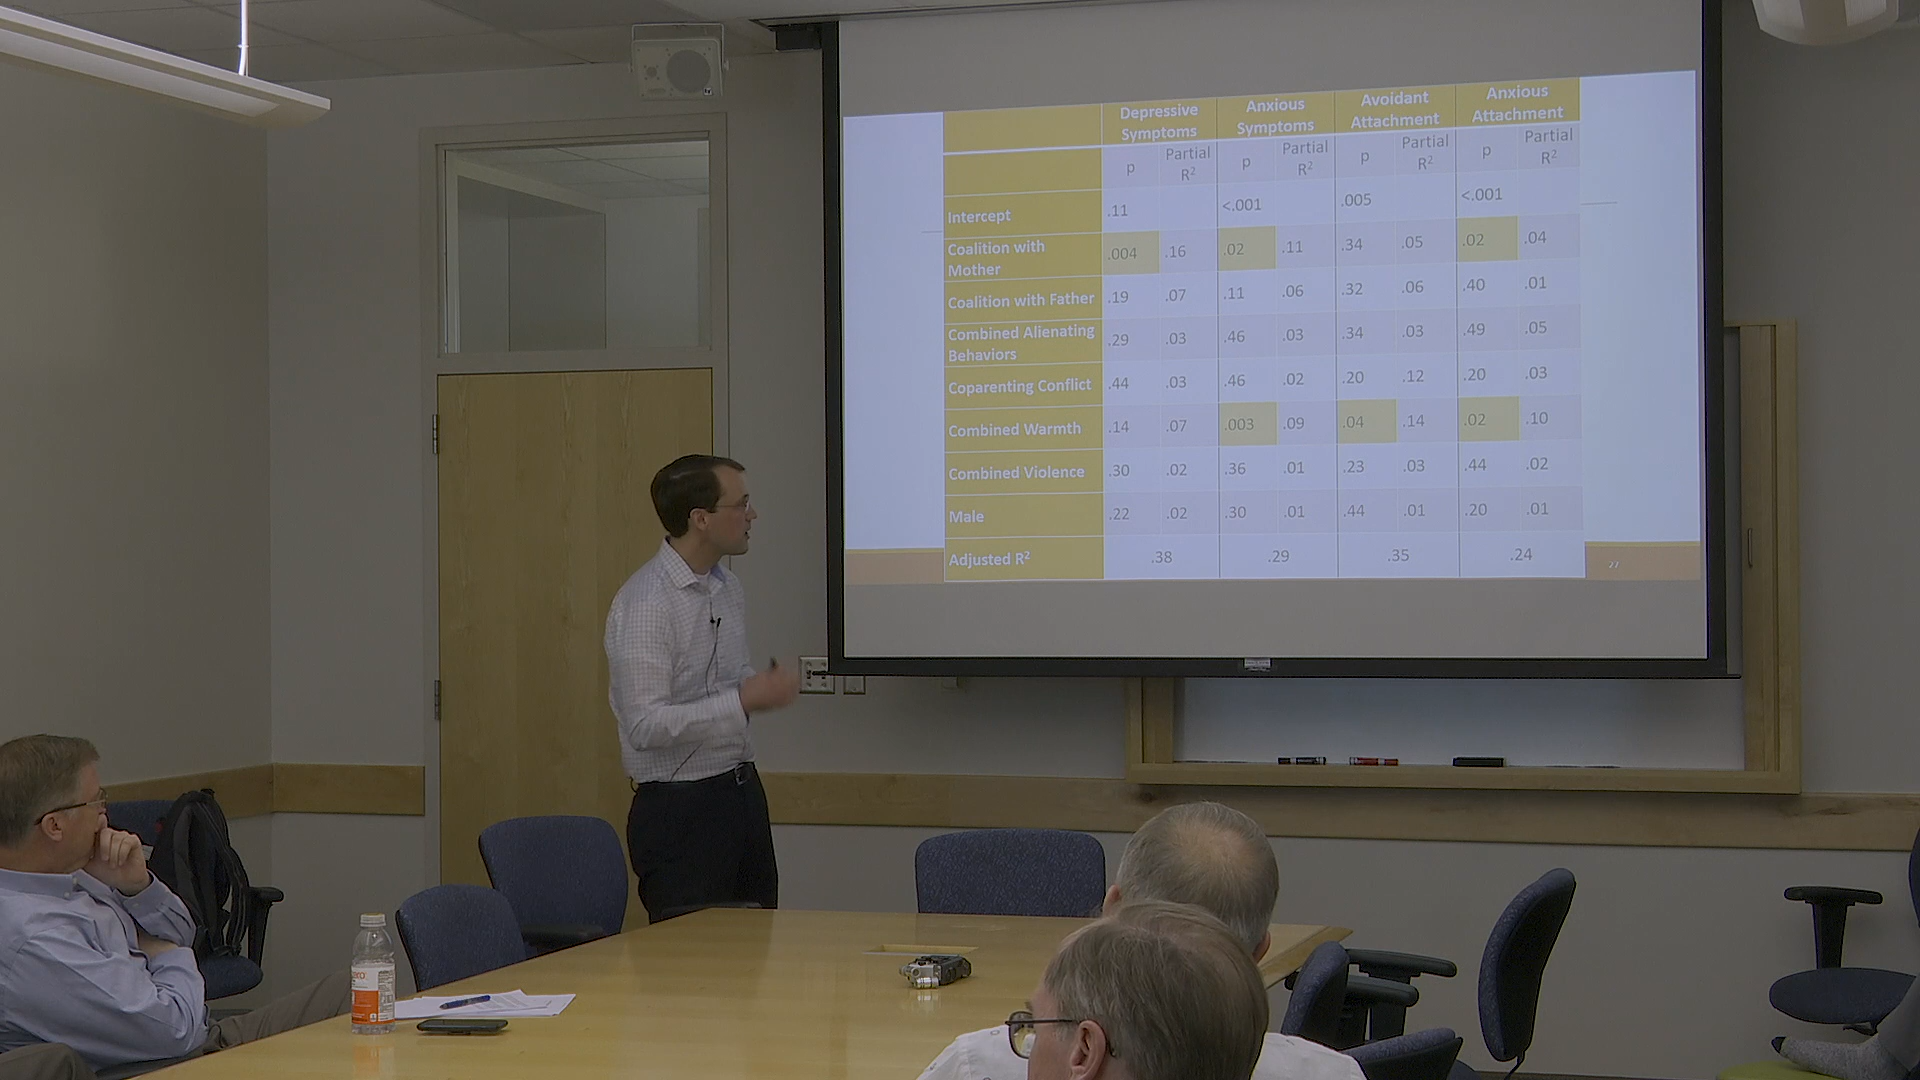 Depressive Symptoms Anxious Symptoms Avoidant Attachment Anxious Attachment
p Partial R² p Partial R² p Partial R² p Partial R²
Intercept .11 <.001 .005 <.001
Coalition with Mother .004 .16 .02 .11 .34 .05 .02 .04
Coalition with Father .19 .07 .11 .06 .32 .06 .40 .01
Combined Alienating Behaviors .29 .03 .46 .03 .34 .03 .49 .05
Coparenting Conflict .44 .03 .46 .02 .20 .12 .20 .03
Combined Warmth .14 .07 .003 .09 .04 .14 .02 .10
Combined Violence .30 .02 .36 .01 .23 .03 .44 .02
Male .22 .02 .30 .01 .44 .01 .20 .01
Adjusted R² .38 .29 .35 .24
27